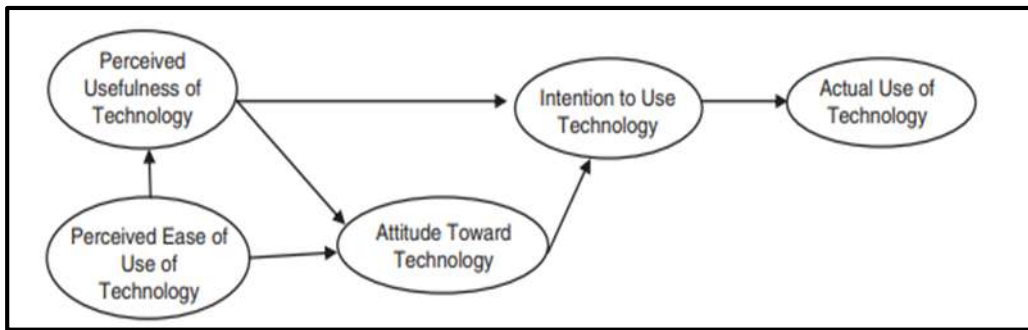 Perceived
Usefulness of
Technology
Intention to Use
Technology
Actual Use of
Technology
Perceived Ease of
Use of
Technology
Attitude Toward
Technology